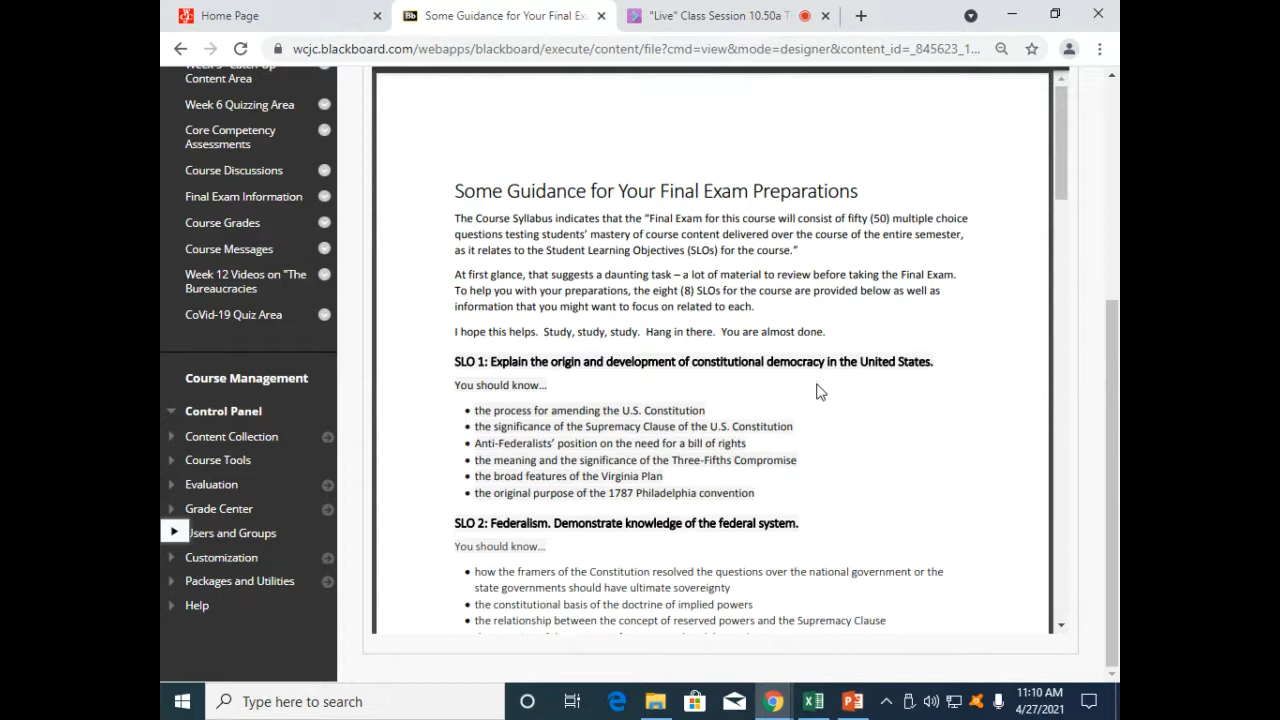 Home Page
Some Guidance for Your Final Exa
"Live" Class Session 10.50a T
wcjc.blackboard.com/webapps/blackboard/execute/content/file?cmd=view&mode=designer&content_id=_845623_1...
Content Area
Week 6 Quizzing Area
Core Competency
Assessments
Course Discussions
Final Exam Information
Course Grades
Course Messages
Week 12 Videos on "The
Bureaucracies
CoVid-19 Quiz Area
Course Management
Control Panel
Content Collection
Course Tools
Evaluation
Grade Center
Users and Groups
Customization
Packages and Utilities
Help
Some Guidance for Your Final Exam Preparations
The Course Syllabus indicates that the “Final Exam for this course will consist of fifty (50) multiple choice
questions testing students’ mastery of course content delivered over the course of the entire semester,
as it relates to the Student Learning Objectives (SLOs) for the course.”
At first glance, that suggests a daunting task – a lot of material to review before taking the Final Exam.
To help you with your preparations, the eight (8) SLOs for the course are provided below as well as
information that you might want to focus on related to each.
I hope this helps. Study, study, study. Hang in there. You are almost done.
SLO 1: Explain the origin and development of constitutional democracy in the United States.
You should know…
• the process for amending the U.S. Constitution
• the significance of the Supremacy Clause of the U.S. Constitution
• Anti-Federalists’ position on the need for a bill of rights
• the meaning and the significance of the Three-Fifths Compromise
• the broad features of the Virginia Plan
• the original purpose of the 1787 Philadelphia convention
SLO 2: Federalism. Demonstrate knowledge of the federal system.
You should know…
• how the framers of the Constitution resolved the questions over the national government or the
state governments should have ultimate sovereignty
• the constitutional basis of the doctrine of implied powers
• the relationship between the concept of reserved powers and the Supremacy Clause
Type here to search
11:10 AM
4/27/2021